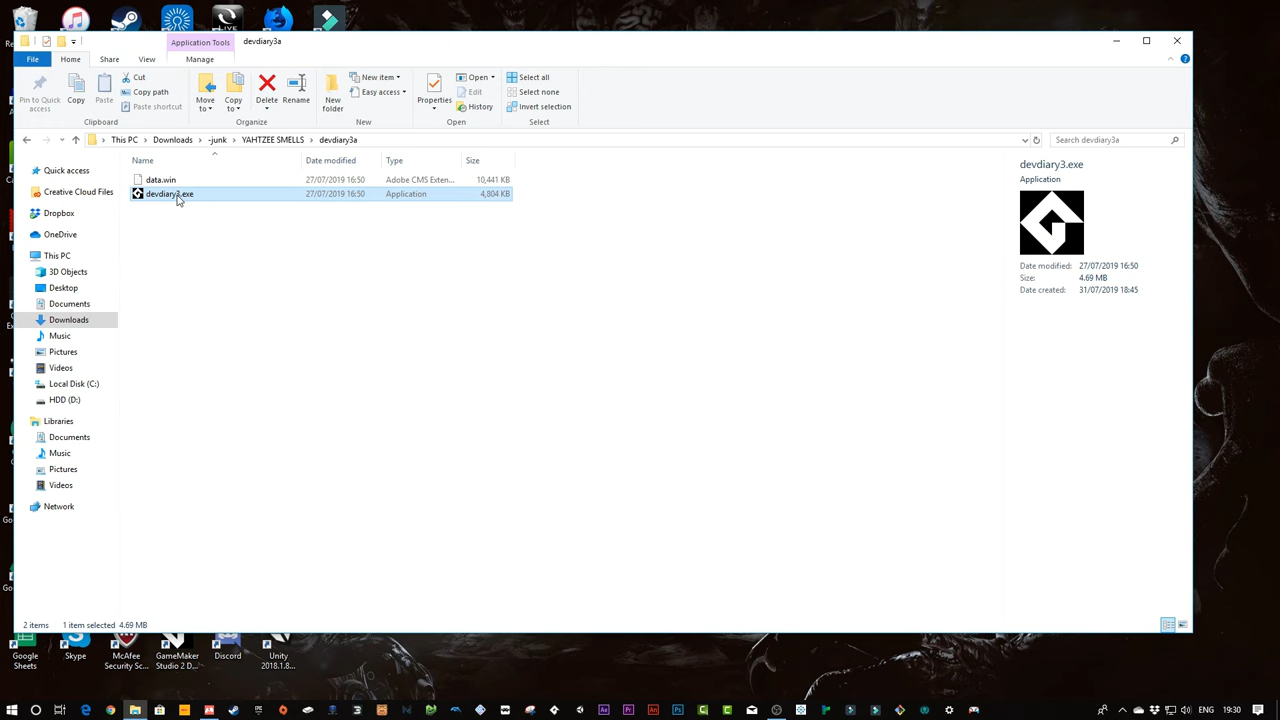 LIVE
Application Tools
devdiary3a
File
Home
Share
View
Manage
Pin to Quick access
Copy
Paste
Cut
Copy path
Paste shortcut
Clipboard
Move to
Copy to
Delete
Rename
Organize
New folder
New item
Easy access
New
Properties
Open
Edit
History
Open
Select all
Select none
Invert selection
Select
This PC
Downloads
-junk
YAHTZEE SMELLS
devdiary3a
Search devdiary3a
Name
Date modified
Type
Size
data.win
27/07/2019 16:50
Adobe CMS Exten...
10,441 KB
devdiary3.exe
27/07/2019 16:50
Application
4,804 KB
Quick access
Creative Cloud Files
Dropbox
OneDrive
This PC
3D Objects
Desktop
Documents
Downloads
Music
Pictures
Videos
Local Disk (C:)
HDD (D:)
Libraries
Documents
Music
Pictures
Videos
Network
devdiary3.exe
Application
Date modified: 27/07/2019 16:50
Size: 4.69 MB
Date created: 31/07/2019 18:45
2 items
1 item selected 4.69 MB
Google Sheets
Skype
McAfee Security Sc...
GameMaker Studio 2 D...
Discord
Unity 2018.1.8...
ENG
19:30